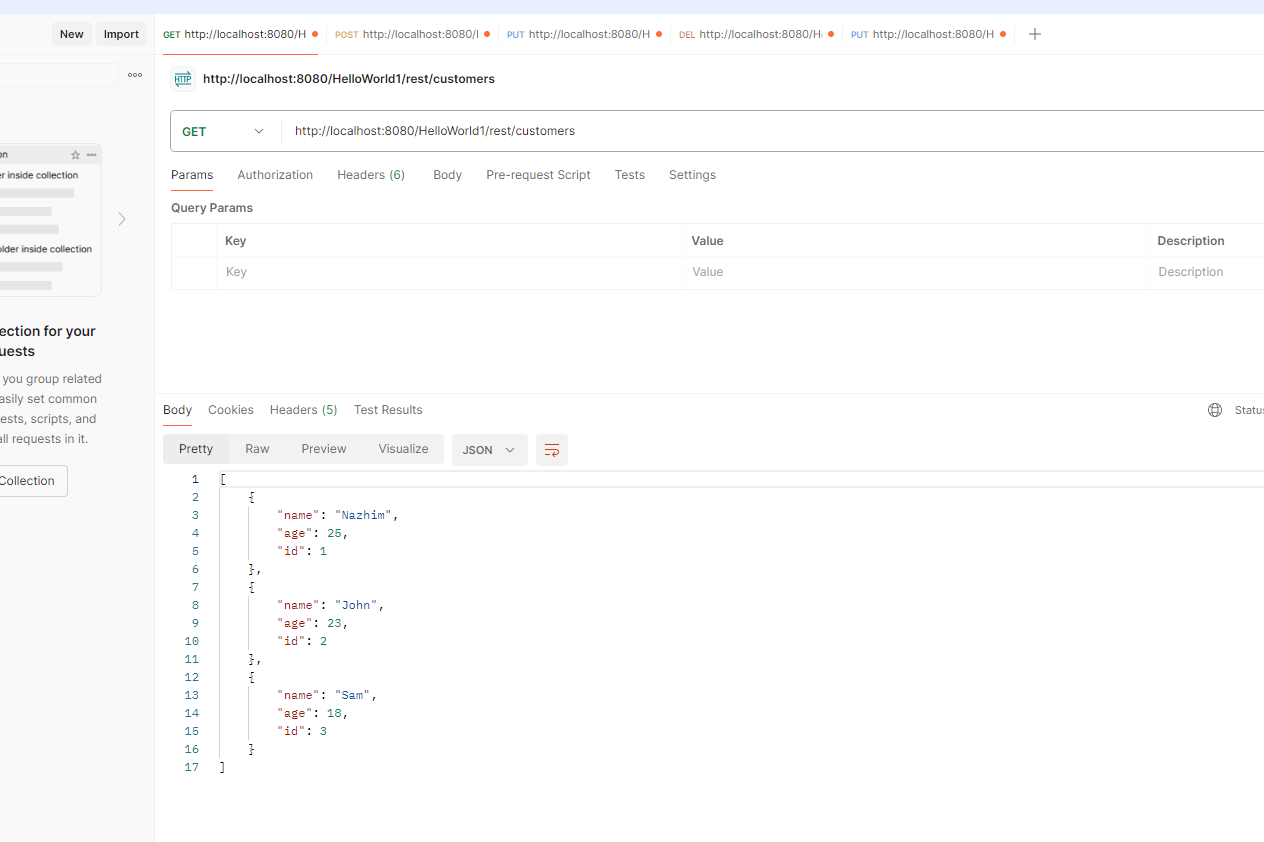 New Import GET http://localhost:8080/H POST http://localhost:8080/I PUT http://localhost:8080/H DEL http://localhost:8080/H PUT http://localhost:8080/H
HTTP http://localhost:8080/HelloWorld1/rest/customers
GET http://localhost:8080/HelloWorld1/rest/customers
on
er inside collection
older inside collection
ection for your
uests
you group related
easily set common
ests, scripts, and
all requests in it.
Collection
Params Authorization Headers (6) Body Pre-request Script Tests Settings
Query Params
Key Value Description
Key Value Description
Body Cookies Headers (5) Test Results Status
Pretty Raw Preview Visualize JSON
1 [
2 {
3 "name": "Nazhim",
4 "age": 25,
5 "id": 1
6 },
7 {
8 "name": "John",
9 "age": 23,
10 "id": 2
11 },
12 {
13 "name": "Sam",
14 "age": 18,
15 "id": 3
16 }
17 ]